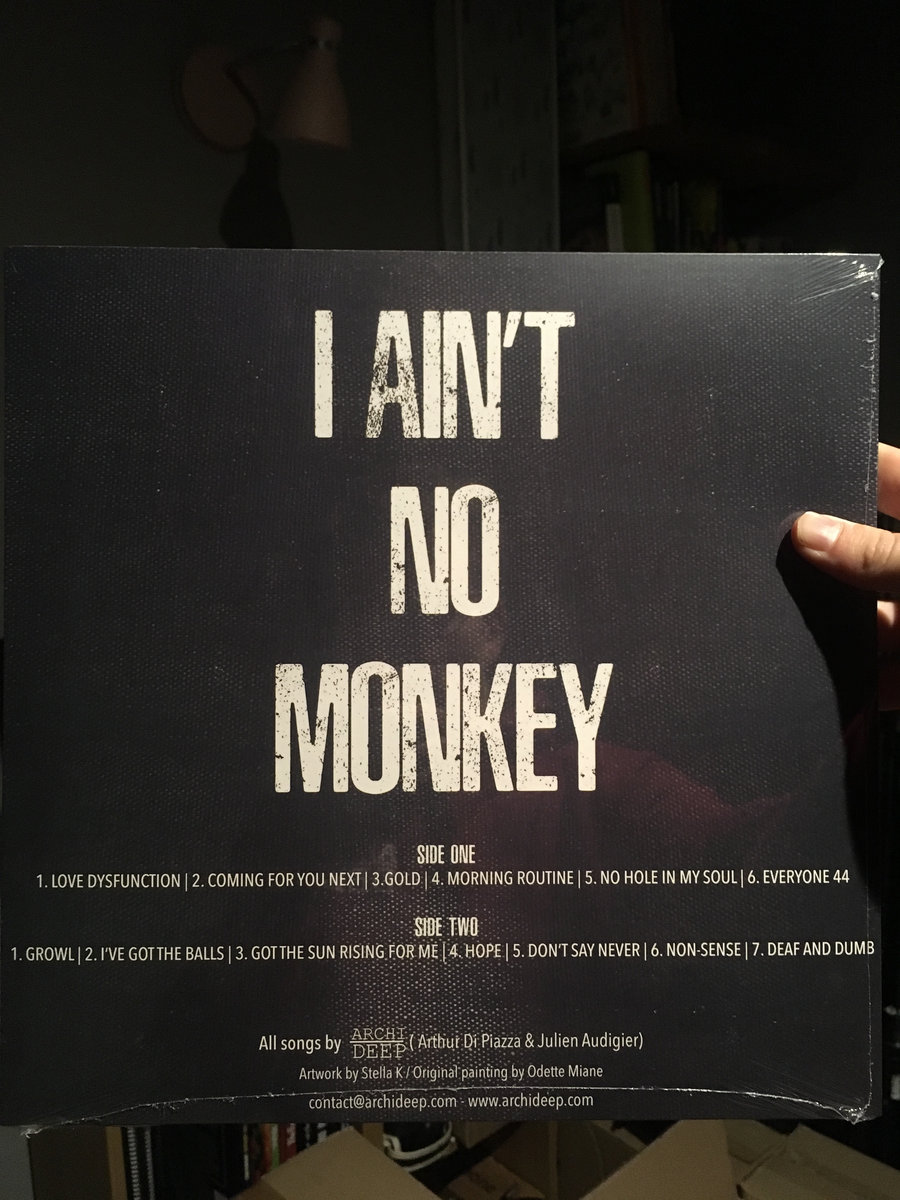 I AIN'T
NO
MONKEY
SIDE ONE
1. LOVE DYSFUNCTION | 2. COMING FOR YOU NEXT | 3.GOLD | 4. MORNING ROUTINE | 5. NO HOLE IN MY SOUL | 6. EVERYONE 44
SIDE TWO
1. GROWL | 2. I'VE GOT THE BALLS | 3. GOT THE SUN RISING FOR ME | 4. HOPE | 5. DON'T SAY NEVER | 6. NON-SENSE | 7. DEAF AND DUMB
All songs by ARCHI DEEP ( Arthur Di Piazza & Julien Audigier)
Artwork by Stella K / Original painting by Odette Miane
contact@archideep.com - www.archideep.com